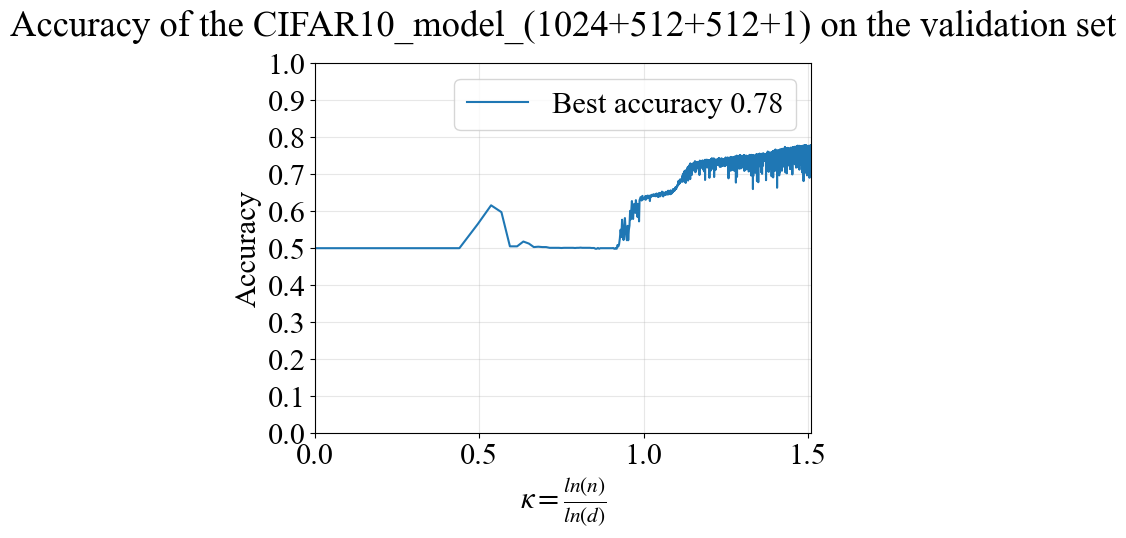 Accuracy of the CIFAR10_model_(1024+512+512+1) on the validation set
1.0
0.9
0.8
0.7
0.6
0.5
0.4
0.3
0.2
0.1
0.0
Accuracy
Best accuracy 0.78
0.0 0.5 1.0 1.5
κ = ln(n) / ln(d)